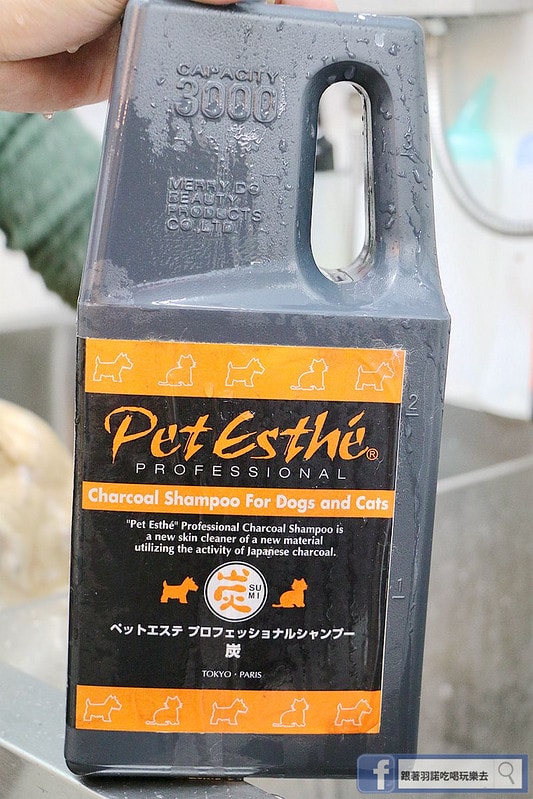 CAPACITY
3000
MERRY DO
BEAUTY
PRODUCTS
CO.,LTD.
3
2
1
Pet Esthé®
PROFESSIONAL
Charcoal Shampoo For Dogs and Cats
"Pet Esthé" Professional Charcoal Shampoo is
a new skin cleaner of a new material
utilizing the activity of Japanese charcoal.
炭 SUMI
ペットエステ プロフェッショナルシャンプー
炭
TOKYO・PARIS
f 跟著羽諾吃喝玩樂去